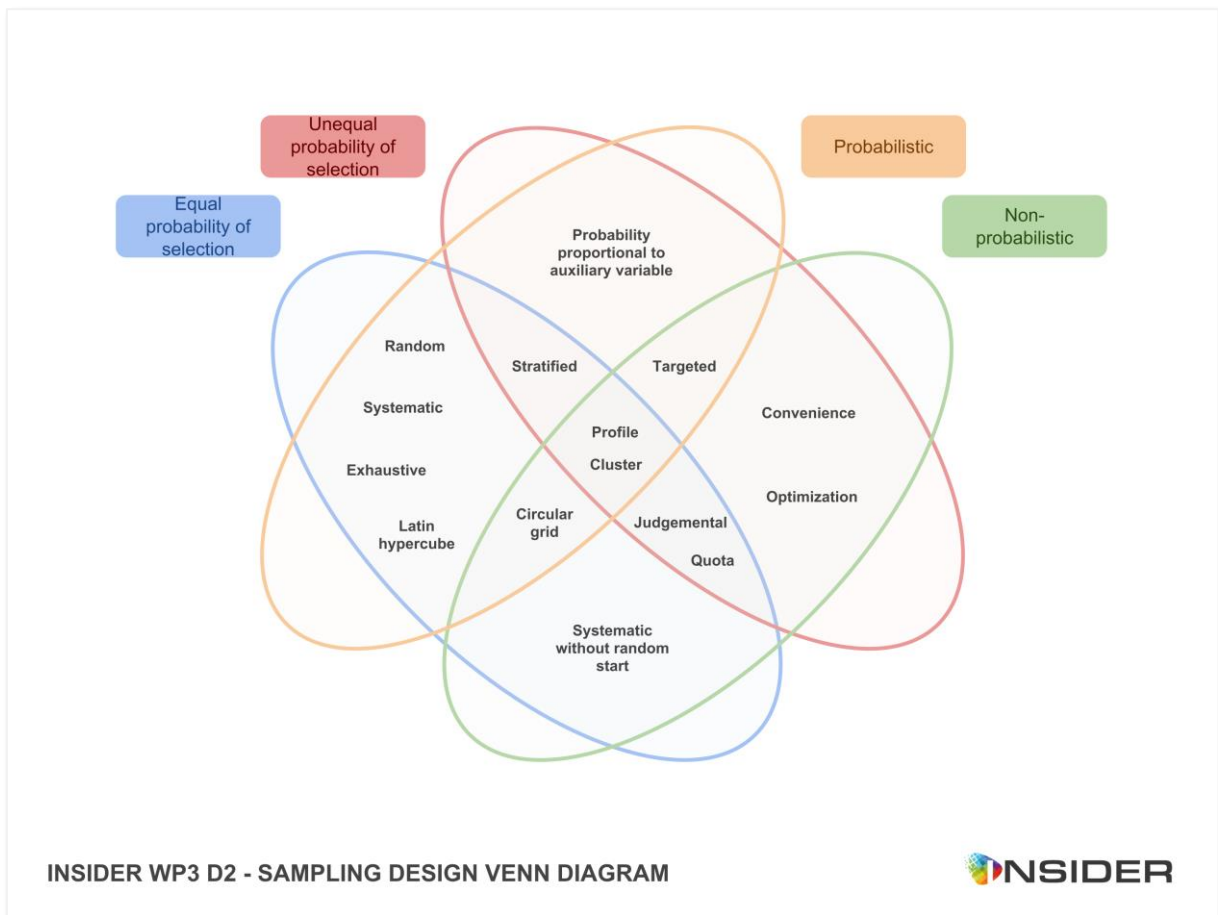 Unequal
probability of
selection
Probabilistic
Equal
probability of
selection
Non-
probabilistic
Probability
proportional to
auxiliary variable
Random
Stratified
Targeted
Systematic
Convenience
Profile
Cluster
Exhaustive
Optimization
Latin
hypercube
Circular
grid
Judgemental
Quota
Systematic
without random
start
INSIDER WP3 D2 - SAMPLING DESIGN VENN DIAGRAM
INSIDER